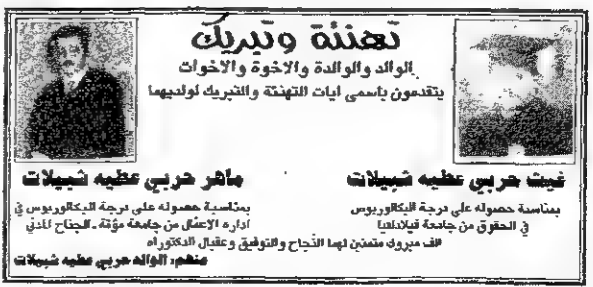 تهنئة وتبريك
الوالد والوالدة والاخوة والاخوات
يتقدمون باسمى ايات التهنئة والتبريك لولديهما
غيث حربي عطيه شبيلات
بمناسبة حصوله على درجة البكالوريوس
في الحقوق من جامعة فيلادلفيا
ماهر حربي عطيه شبيلات
بمناسبة حصوله على درجة البكالوريوس في
ادارة الاعمال من جامعة مؤتة - الجناح المدني
الف مبروك متمنين لهما النجاح والتوفيق وعقبال الدكتوراه
عنهم: الوالد حربي عطيه شبيلات